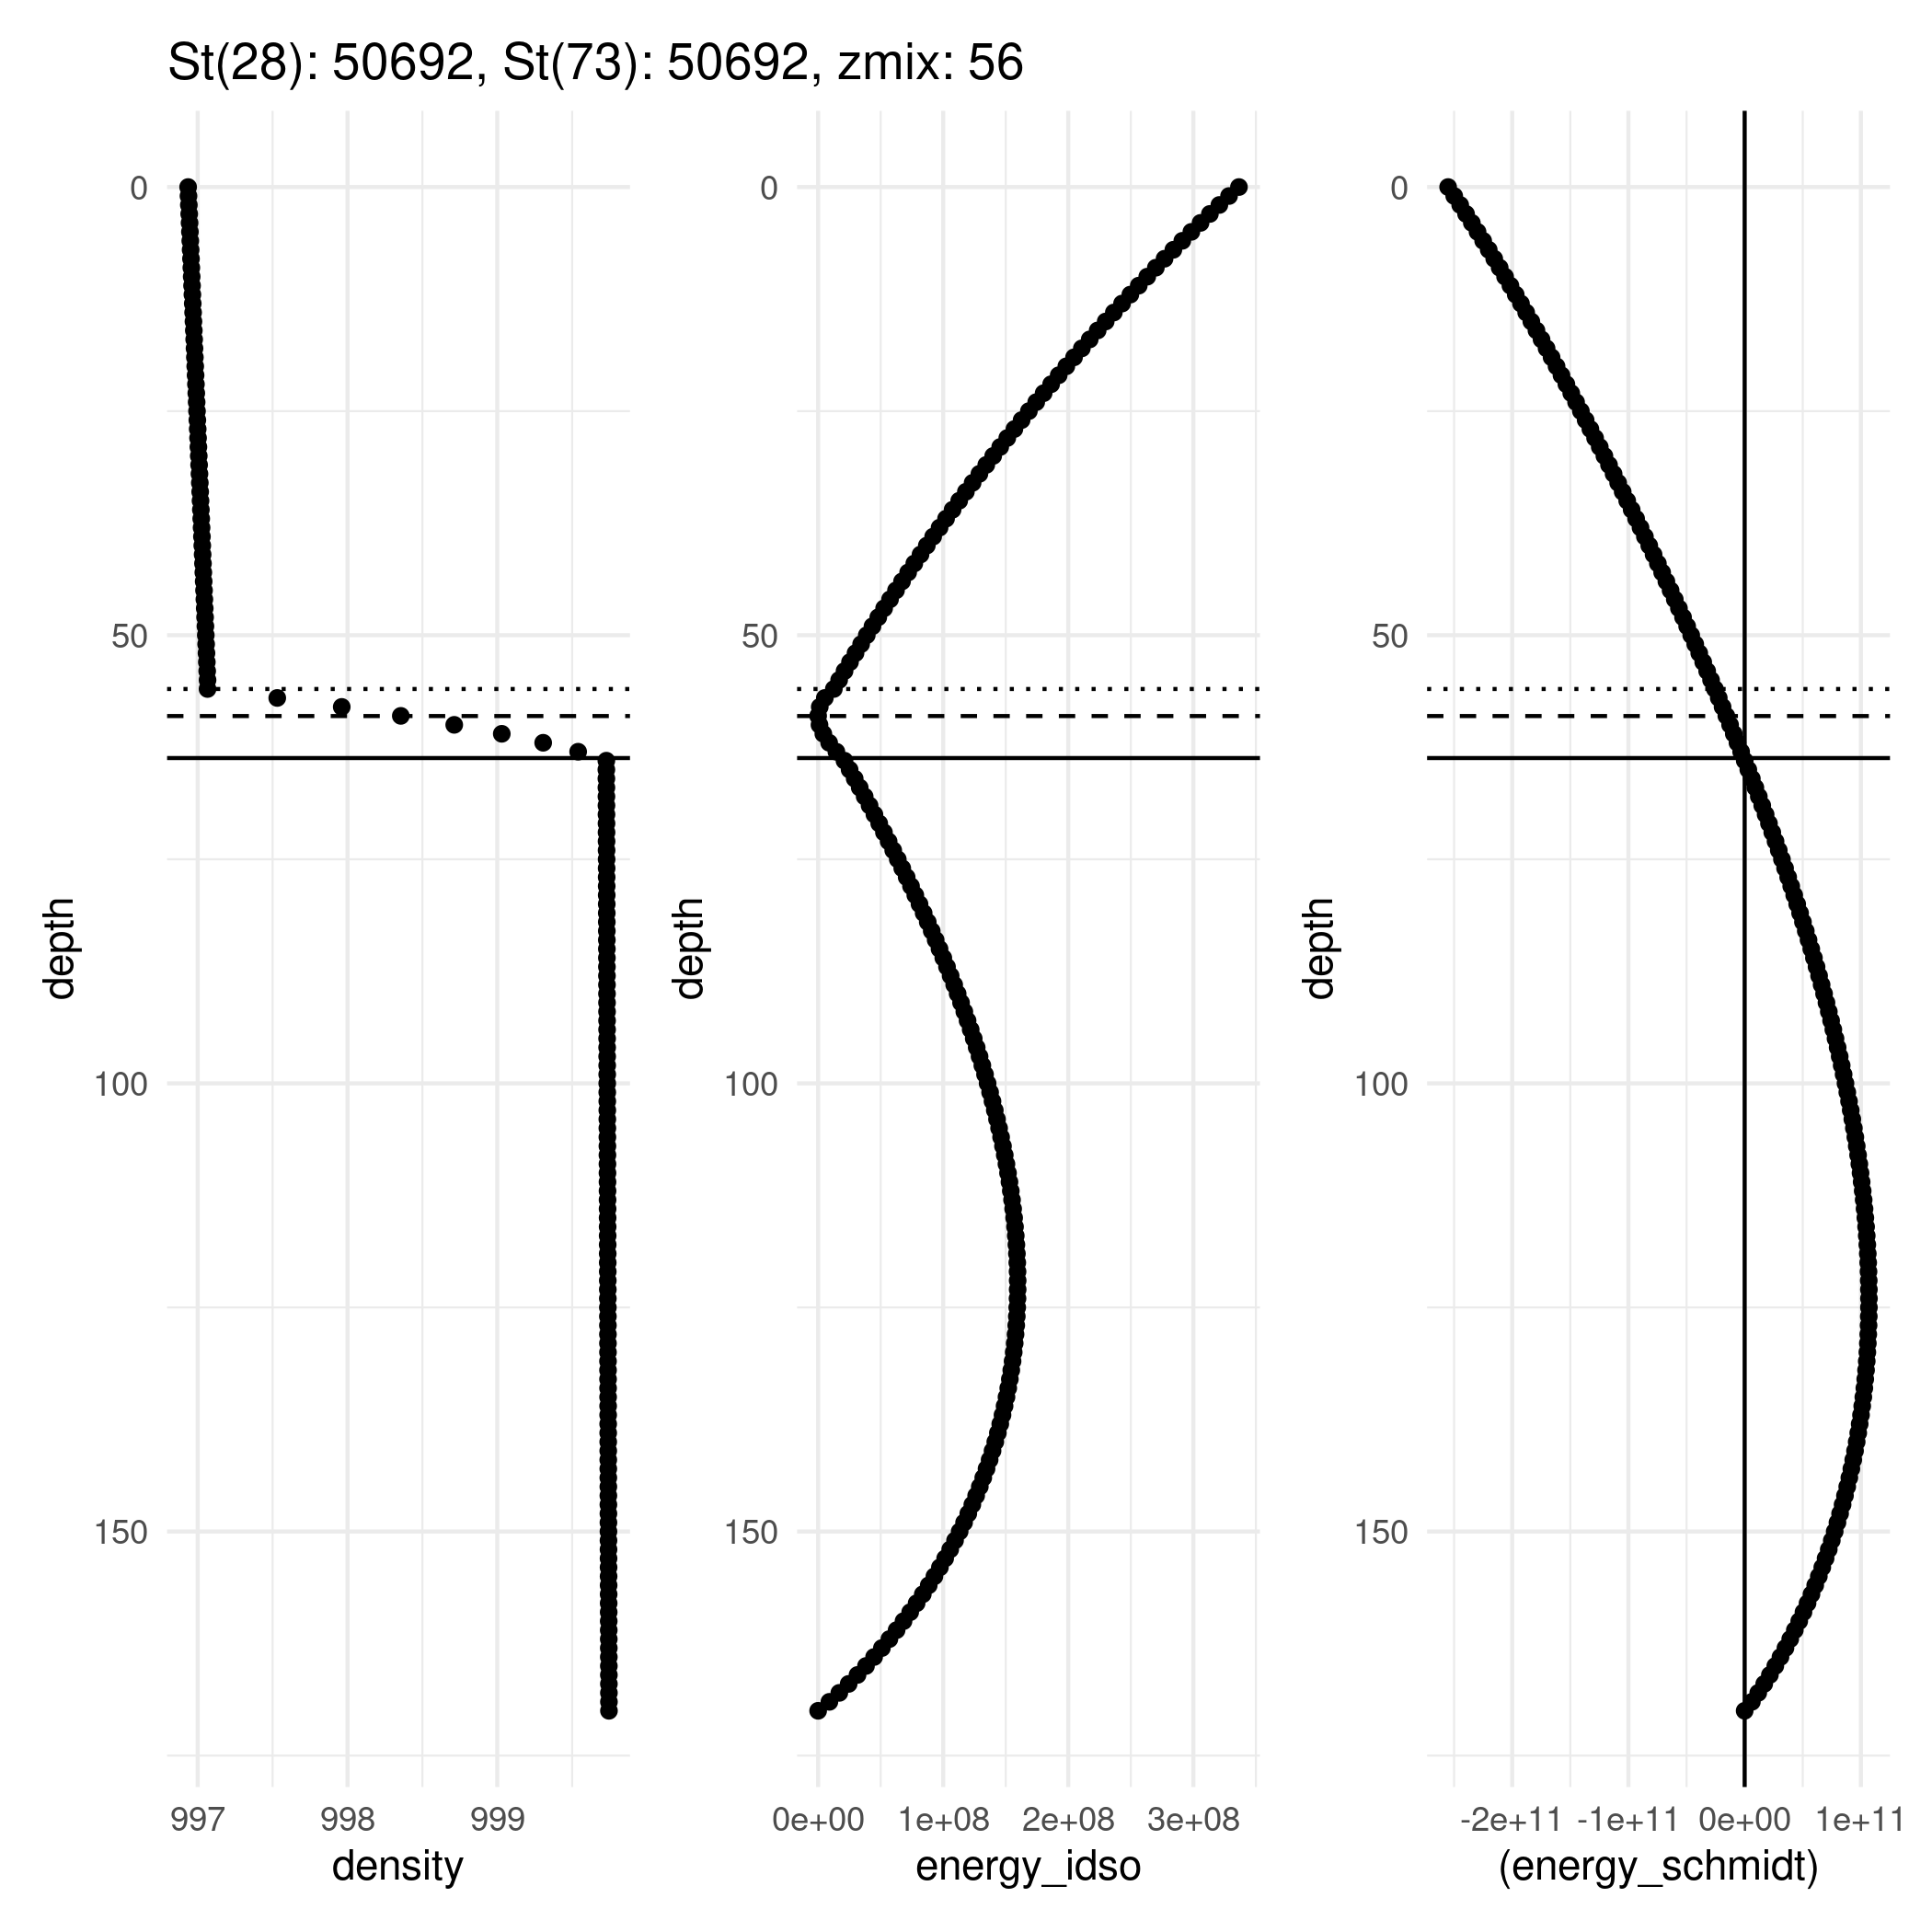 St(28): 50692, St(73): 50692, zmix: 56
0
50
100
150
depth
997 998 999
density
0
50
100
150
depth
0e+00 1e+08 2e+08 3e+08
energy_idso
0
50
100
150
depth
-2e+11 -1e+11 0e+00 1e+11
(energy_schmidt)